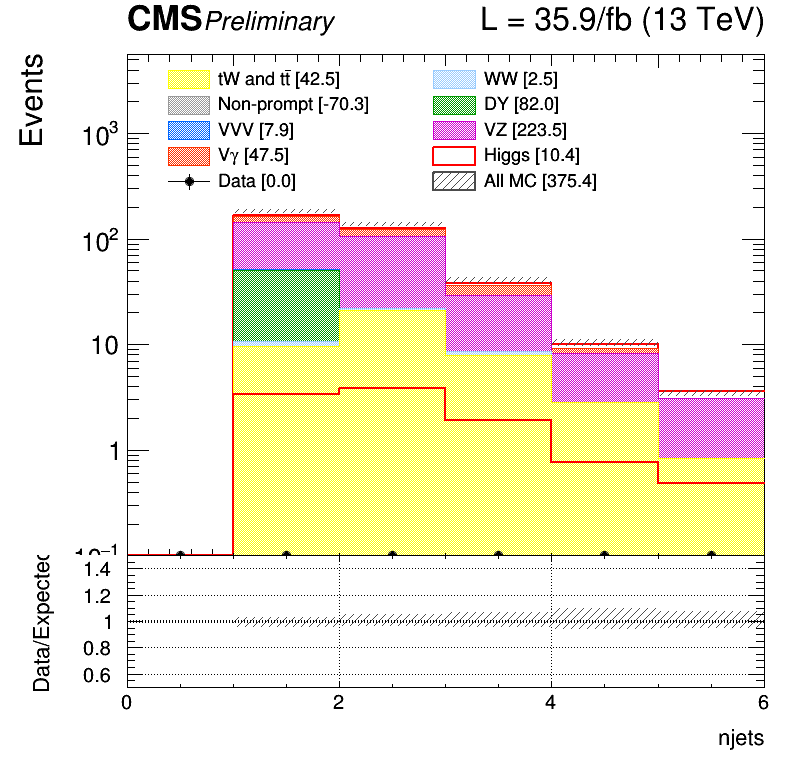 CMS Preliminary L = 35.9/fb (13 TeV)
Events
tW and tt̄ [42.5] WW [2.5]
Non-prompt [-70.3] DY [82.0]
VVV [7.9] VZ [223.5]
Vγ [47.5] Higgs [10.4]
Data [0.0] All MC [375.4]
10³
10²
10
1
10⁻¹
Data/Expected
1.4
1.2
1
0.8
0.6
0 2 4 6
njets